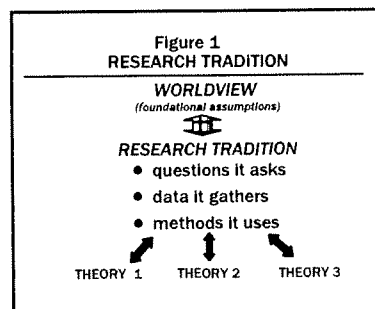 Figure 1
RESEARCH TRADITION
WORLDVIEW
(foundational assumptions)
RESEARCH TRADITION
• questions it asks
• data it gathers
• methods it uses
THEORY 1 THEORY 2 THEORY 3